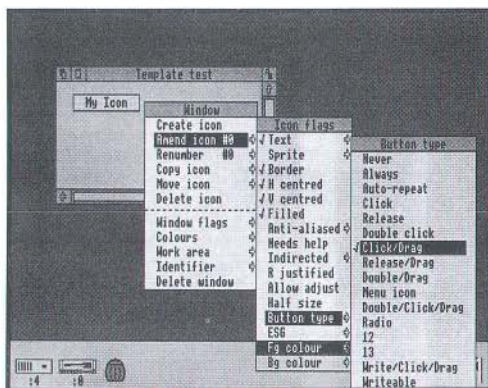 Template test
My Icon
Window
Create icon
Amend icon #0
Renumber #0
Copy icon
Move icon
Delete icon
Window flags
Colours
Work area
Identifier
Delete window
Icon flags
Text
Sprite
Border
H centred
V centred
Filled
Anti-aliased
Needs help
Indirected
R justified
Allow adjust
Half size
Button type
ESG
Fg colour
Bg colour
Button type
Never
Always
Auto-repeat
Click
Release
Double click
Click/Drag
Release/Drag
Double/Drag
Menu icon
Double/Click/Drag
Radio
12
13
Write/Click/Drag
Writeable
:4
:0